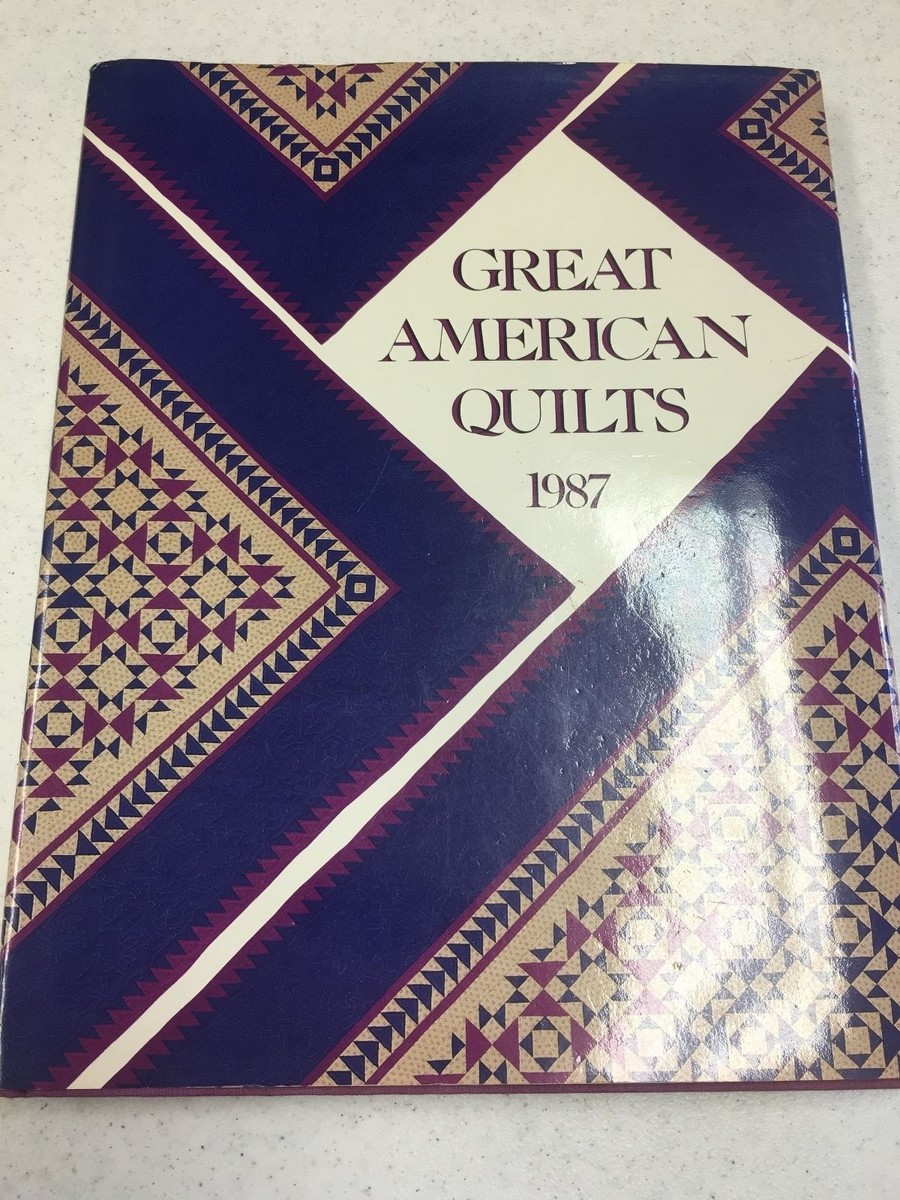 GREAT
AMERICAN
QUILTS
1987